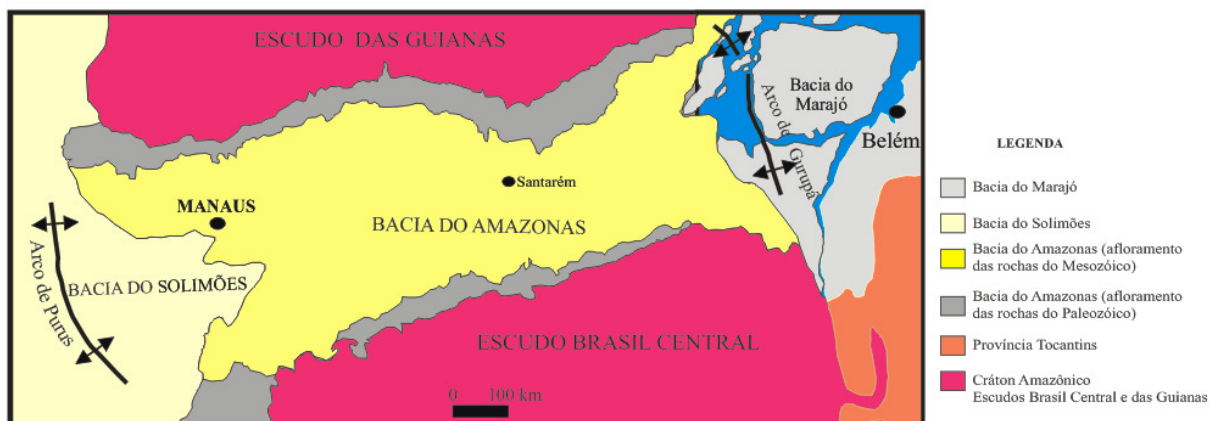 ESCUDO DAS GUIANAS
Bacia do
Marajó
Arco de Gurupá
Belém
Santarém
MANAUS
BACIA DO AMAZONAS
Arco de Purus
BACIA DO SOLIMÕES
ESCUDO BRASIL CENTRAL
0 100 km
LEGENDA
Bacia do Marajó
Bacia do Solimões
Bacia do Amazonas (afloramento
das rochas do Mesozóico)
Bacia do Amazonas (afloramento
das rochas do Paleozóico)
Província Tocantins
Cráton Amazônico
Escudos Brasil Central e das Guianas